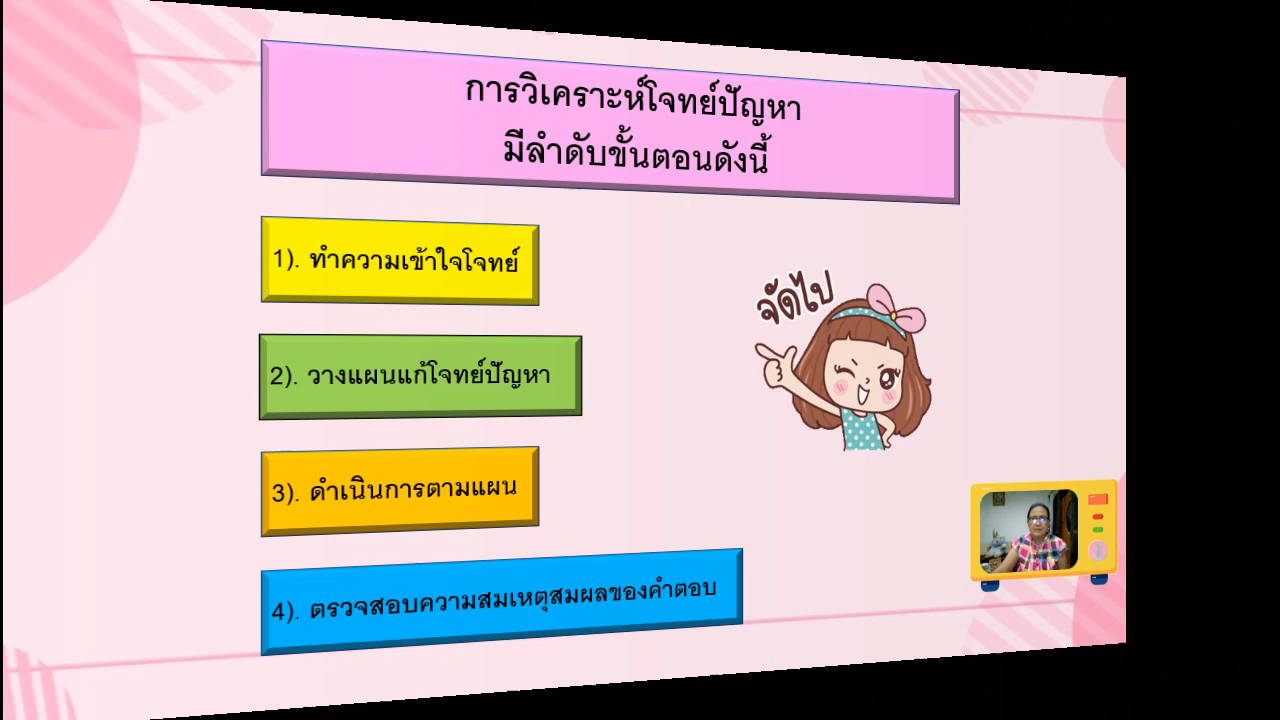 การวิเคราะห์โจทย์ปัญหา
มีลำดับขั้นตอนดังนี้
1). ทำความเข้าใจโจทย์
จัดไป
2). วางแผนแก้โจทย์ปัญหา
3). ดำเนินการตามแผน
4). ตรวจสอบความสมเหตุสมผลของคำตอบ